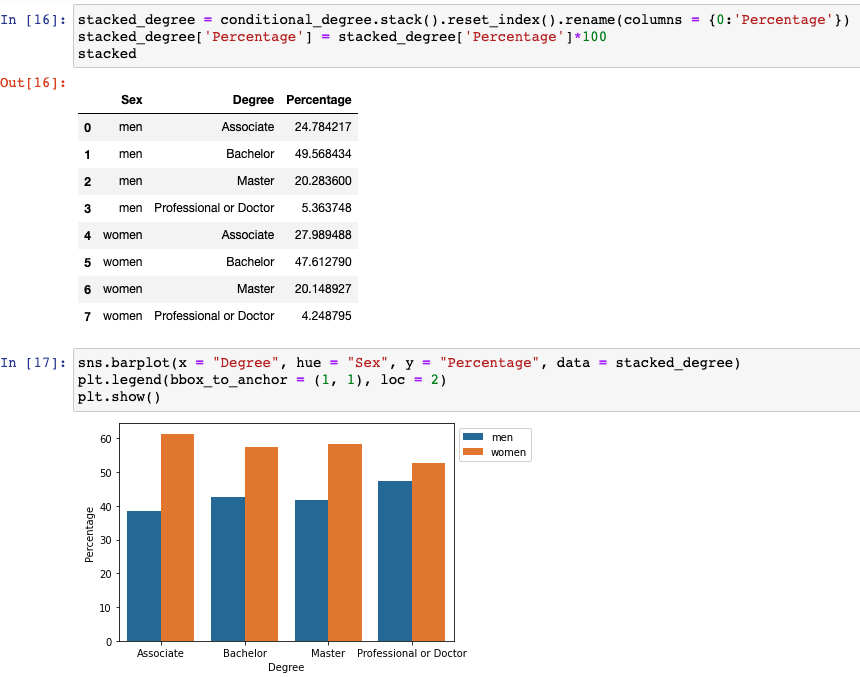 In [16]: stacked_degree = conditional_degree.stack().reset_index().rename(columns = {0:'Percentage'})
stacked_degree['Percentage'] = stacked_degree['Percentage']*100
stacked
Out[16]:
Sex Degree Percentage
0 men Associate 24.784217
1 men Bachelor 49.568434
2 men Master 20.283600
3 men Professional or Doctor 5.363748
4 women Associate 27.989488
5 women Bachelor 47.612790
6 women Master 20.148927
7 women Professional or Doctor 4.248795
In [17]: sns.barplot(x = "Degree", hue = "Sex", y = "Percentage", data = stacked_degree)
plt.legend(bbox_to_anchor = (1, 1), loc = 2)
plt.show()
men
women
60
50
40
30
20
10
0
Percentage
Associate Bachelor Master Professional or Doctor
Degree